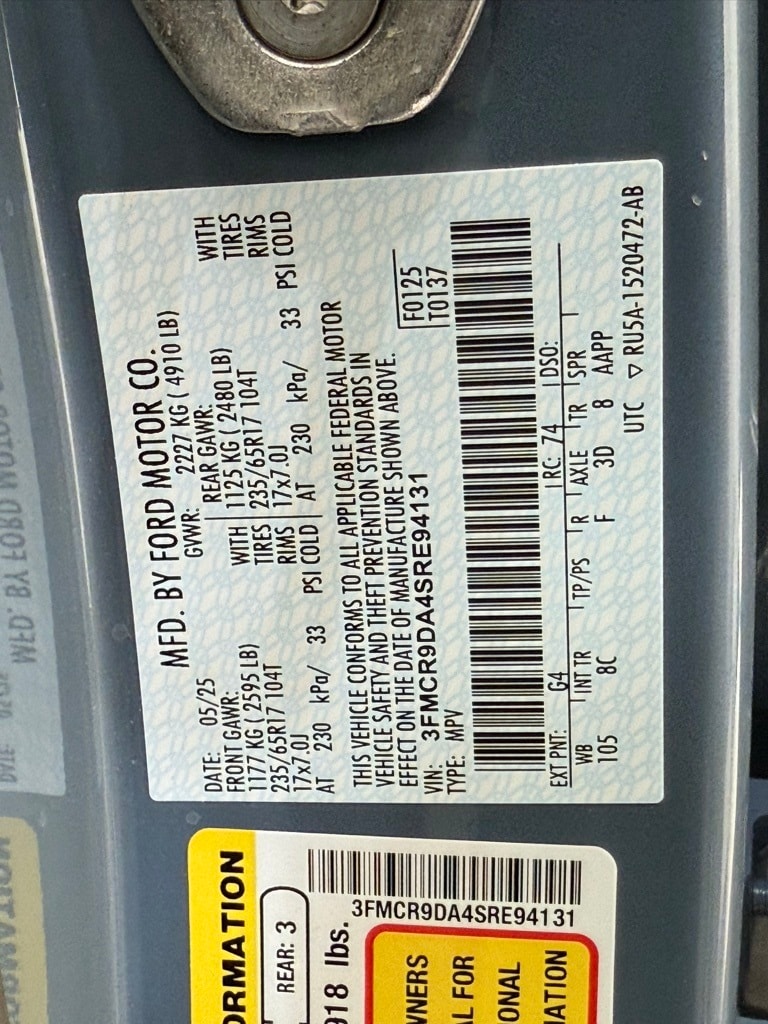 MFD. BY FORD MOTOR CO.
DATE: 05/25 GVWR: 2227 KG ( 4910 LB)
FRONT GAWR: REAR GAWR:
1177 KG ( 2595 LB) WITH 1125 KG ( 2480 LB) WITH
235/65R17 104T TIRES 235/65R17 104T TIRES
17x7.0J RIMS 17x7.0J RIMS
AT 230 kPa/ 33 PSI COLD AT 230 kPa/ 33 PSI COLD
THIS VEHICLE CONFORMS TO ALL APPLICABLE FEDERAL MOTOR
VEHICLE SAFETY AND THEFT PREVENTION STANDARDS IN
EFFECT ON THE DATE OF MANUFACTURE SHOWN ABOVE.
VIN: 3FMCR9DA4SRE94131
TYPE: MPV
F0125
T0137
EXT PNT: G4 RC: 74 DSO:
WB INT TR TP/PS R AXLE TR SPR
105 8C F 3D 8 AAPP
UTC ▽ RU5A-1520472-AB
ORMATION
REAR: 3
918 lbs.
3FMCR9DA4SRE94131
WNERS
AL FOR
ONAL
ATION